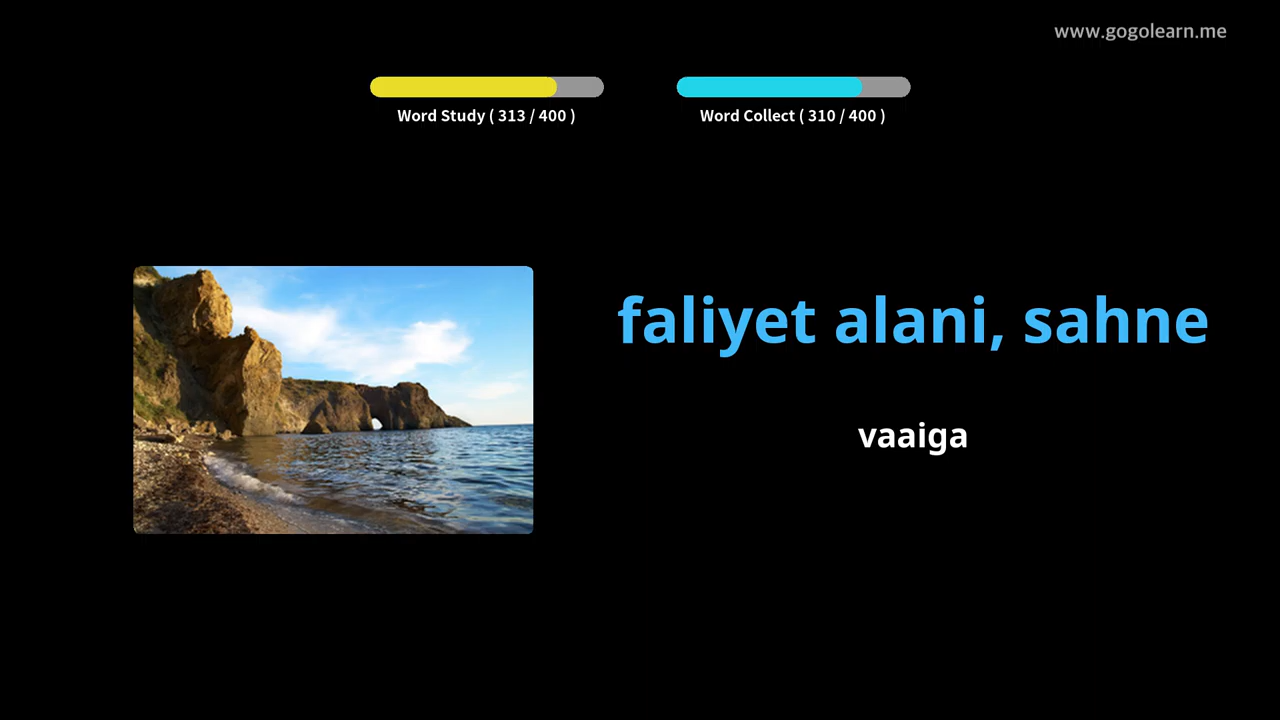 www.gogolearn.me
Word Study ( 313 / 400 )
Word Collect ( 310 / 400 )
faliyet alani, sahne
vaaiga